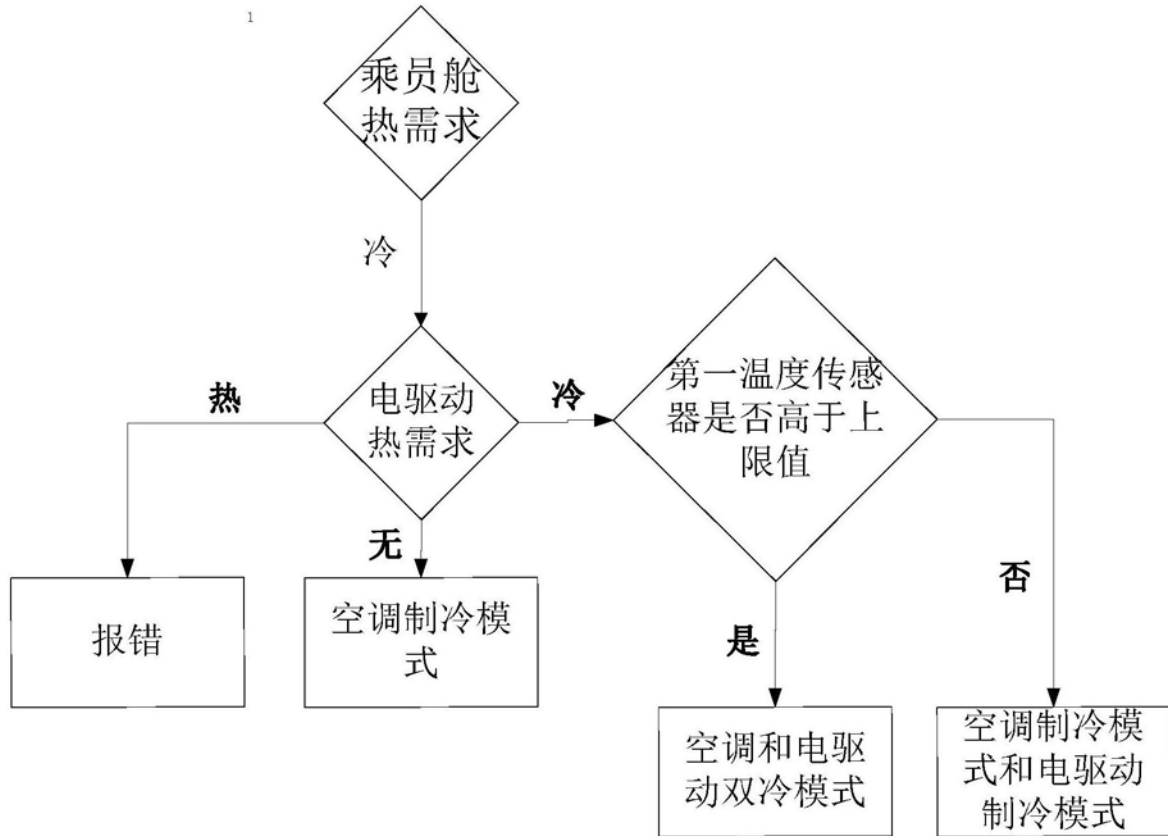 1
乘员舱
热需求
冷
热
电驱动
热需求
冷
第一温度传感
器是否高于上
限值
无
报错
空调制冷模
式
是
否
空调和电驱
动双冷模式
空调制冷模
式和电驱动
制冷模式